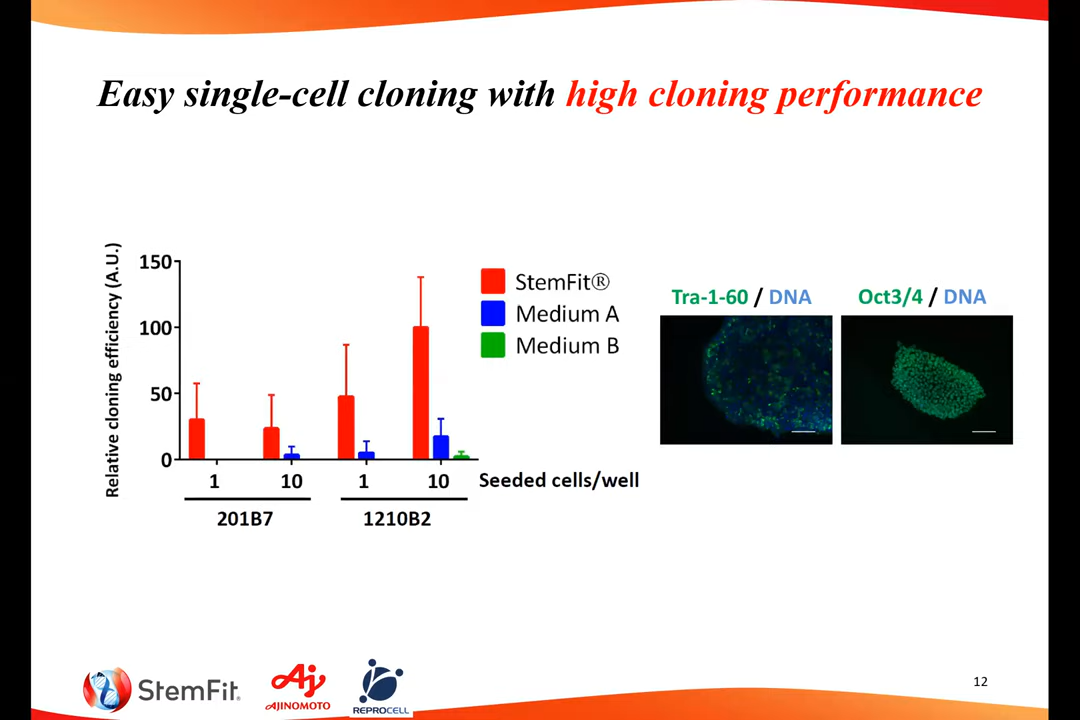 Easy single-cell cloning with high cloning performance
Relative cloning efficiency (A.U.)
150
100
50
0
StemFit®
Medium A
Medium B
1
10
1
10
Seeded cells/well
201B7
1210B2
Tra-1-60 / DNA
Oct3/4 / DNA
StemFit®
Aj
AJINOMOTO
REPROCELL
12